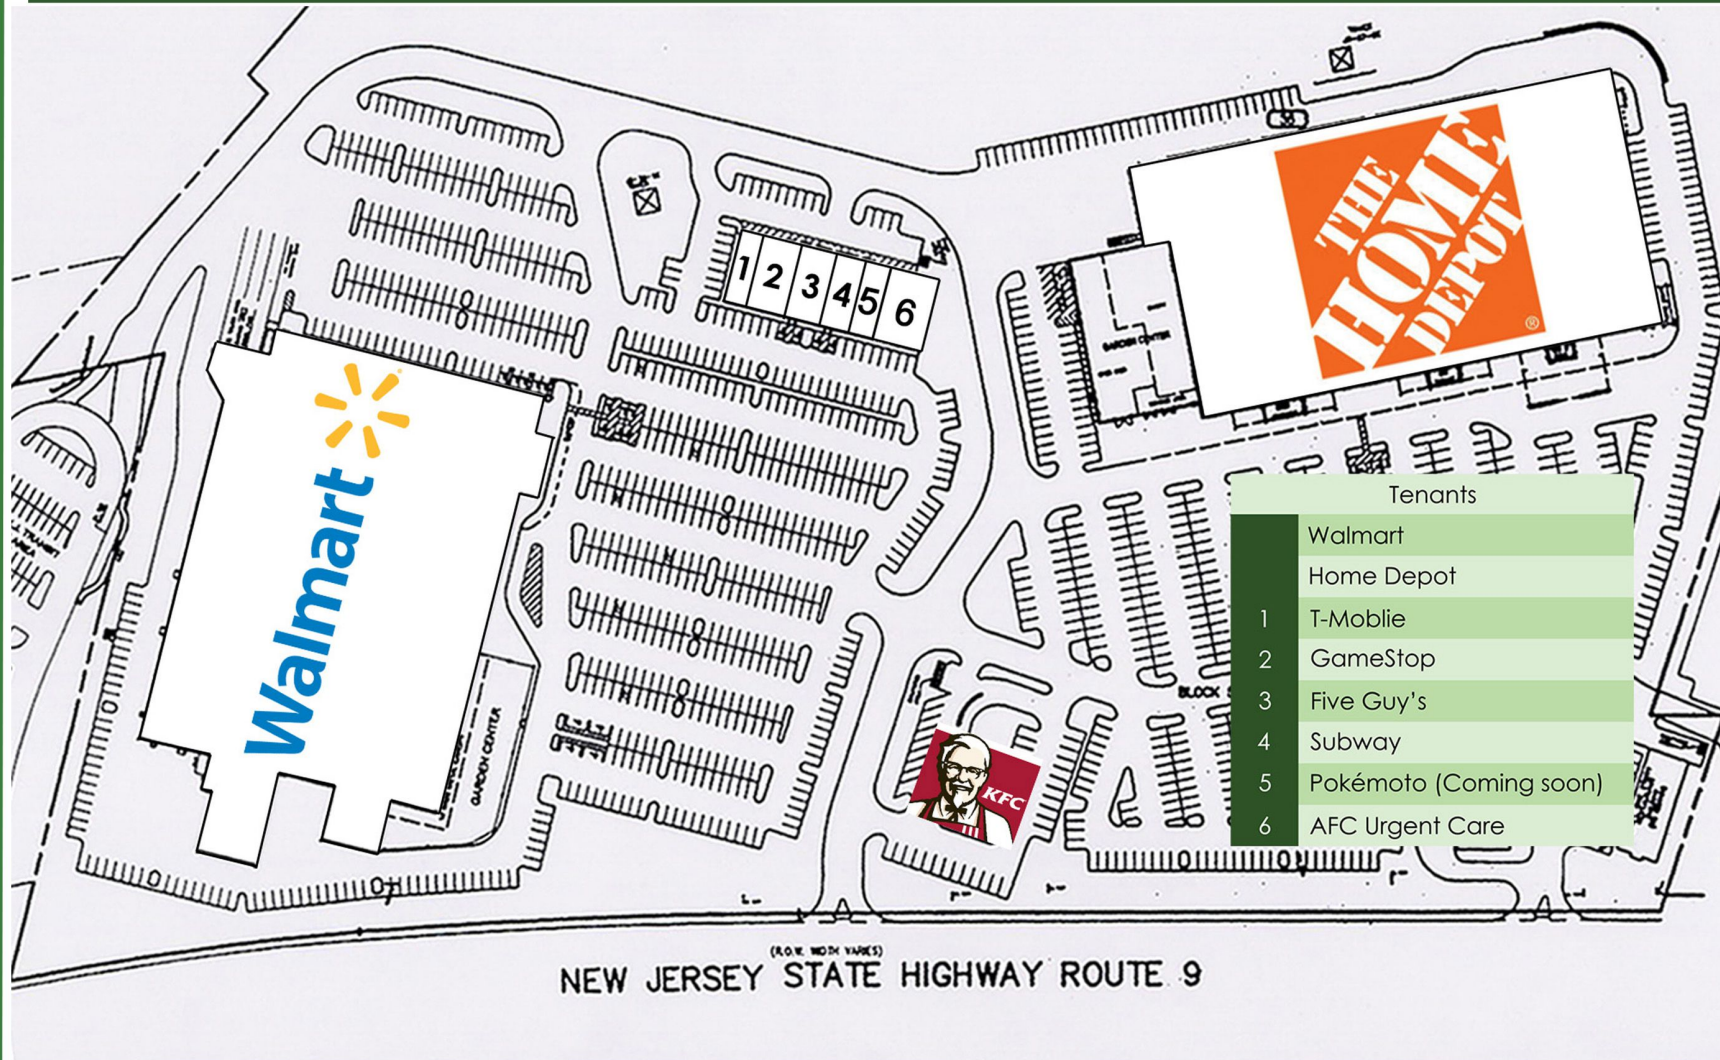 THE
HOME
DEPOT
®
1 2 3 4 5 6
GARDEN CENTER
Walmart
GARDEN CENTER
KFC
BLOCK
Tenants
Walmart
Home Depot
1 T-Moblie
2 GameStop
3 Five Guy's
4 Subway
5 Pokémoto (Coming soon)
6 AFC Urgent Care
(R.O.W. WIDTH VARIES)
NEW JERSEY STATE HIGHWAY ROUTE 9